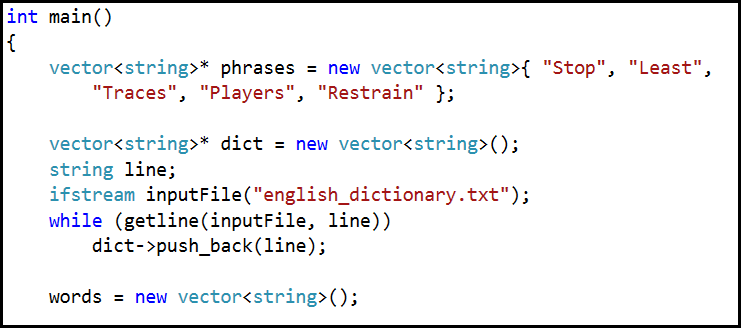 int main()
{
    vector<string>* phrases = new vector<string>{ "Stop", "Least",
        "Traces", "Players", "Restrain" };

    vector<string>* dict = new vector<string>();
    string line;
    ifstream inputFile("english_dictionary.txt");
    while (getline(inputFile, line))
        dict->push_back(line);

    words = new vector<string>();